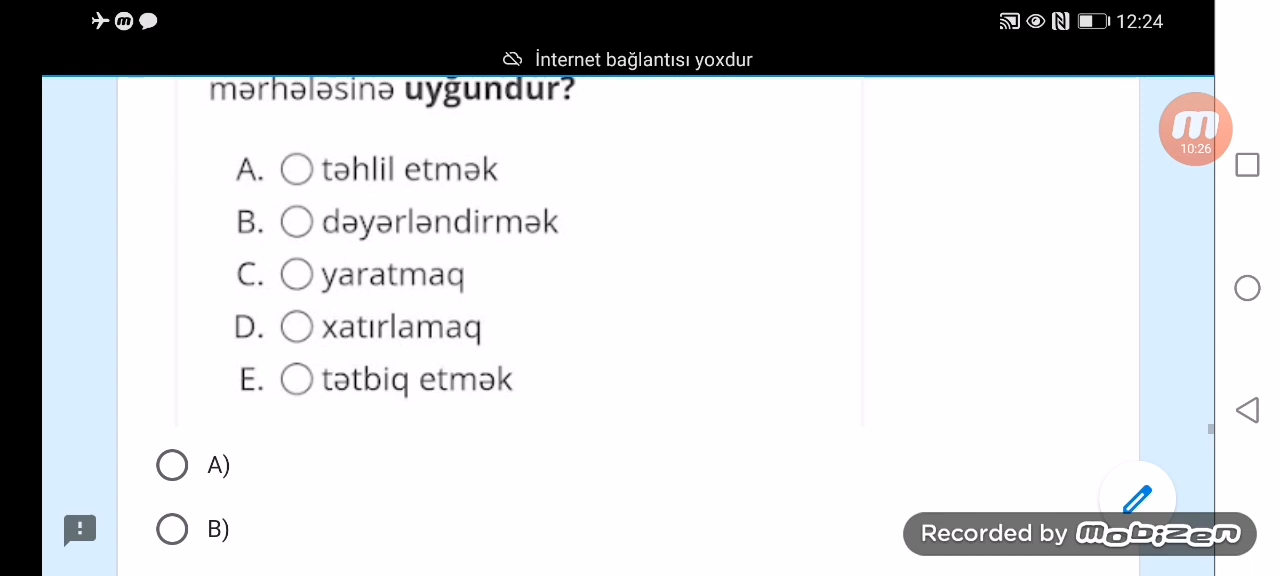 12:24
İnternet bağlantısı yoxdur
mərhələsinə uyğundur?
10:26
A. təhlil etmək
B. dəyərləndirmək
C. yaratmaq
D. xatırlamaq
E. tətbiq etmək
A)
B)
Recorded by mobizen